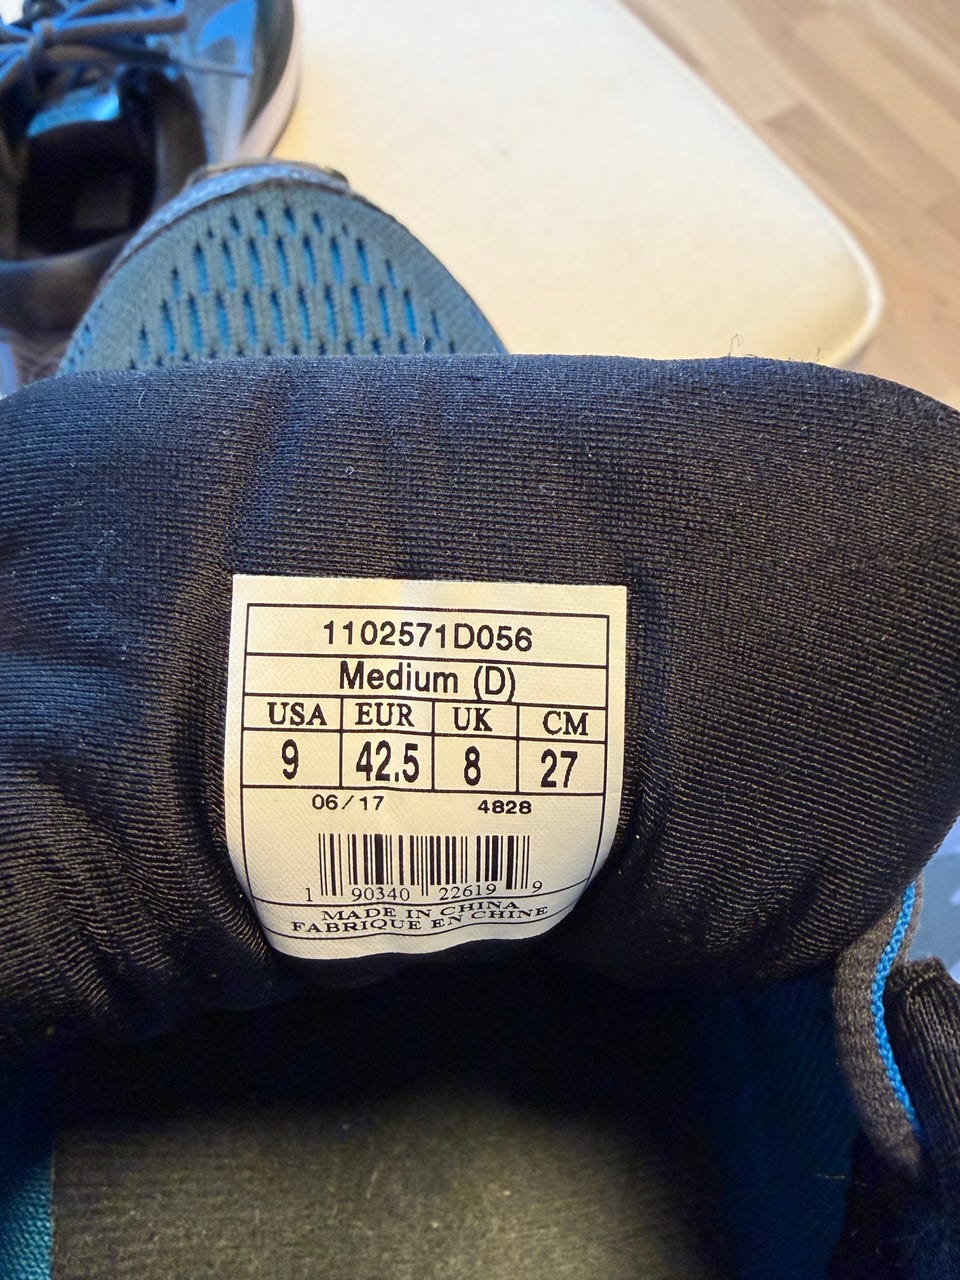 1102571D056
Medium (D)
USA EUR UK CM
9 42.5 8 27
06/17 4828
1 90340 22619 9
MADE IN CHINA
FABRIQUE EN CHINE